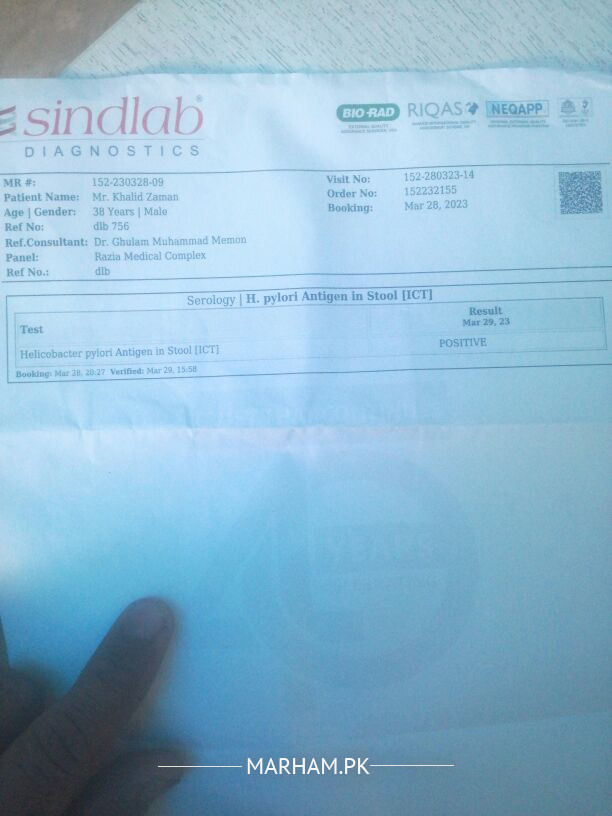 sindlab®
DIAGNOSTICS
BIO-RAD
EXTERNAL QUALITY
RIQAS
NEQAPP
MR #: 152-230328-09
Patient Name: Mr. Khalid Zaman
Age | Gender: 38 Years | Male
Ref No: dlb 756
Ref.Consultant: Dr. Ghulam Muhammad Memon
Panel: Razia Medical Complex
Ref No.: dlb
Visit No: 152-280323-14
Order No: 152232155
Booking: Mar 28, 2023
Serology | H. pylori Antigen in Stool [ICT]
Test
Result
Mar 29, 23
Helicobacter pylori Antigen in Stool [ICT] POSITIVE
Booking: Mar 28, 20:27 Verified: Mar 29, 15:58
YEARS
MARHAM.PK